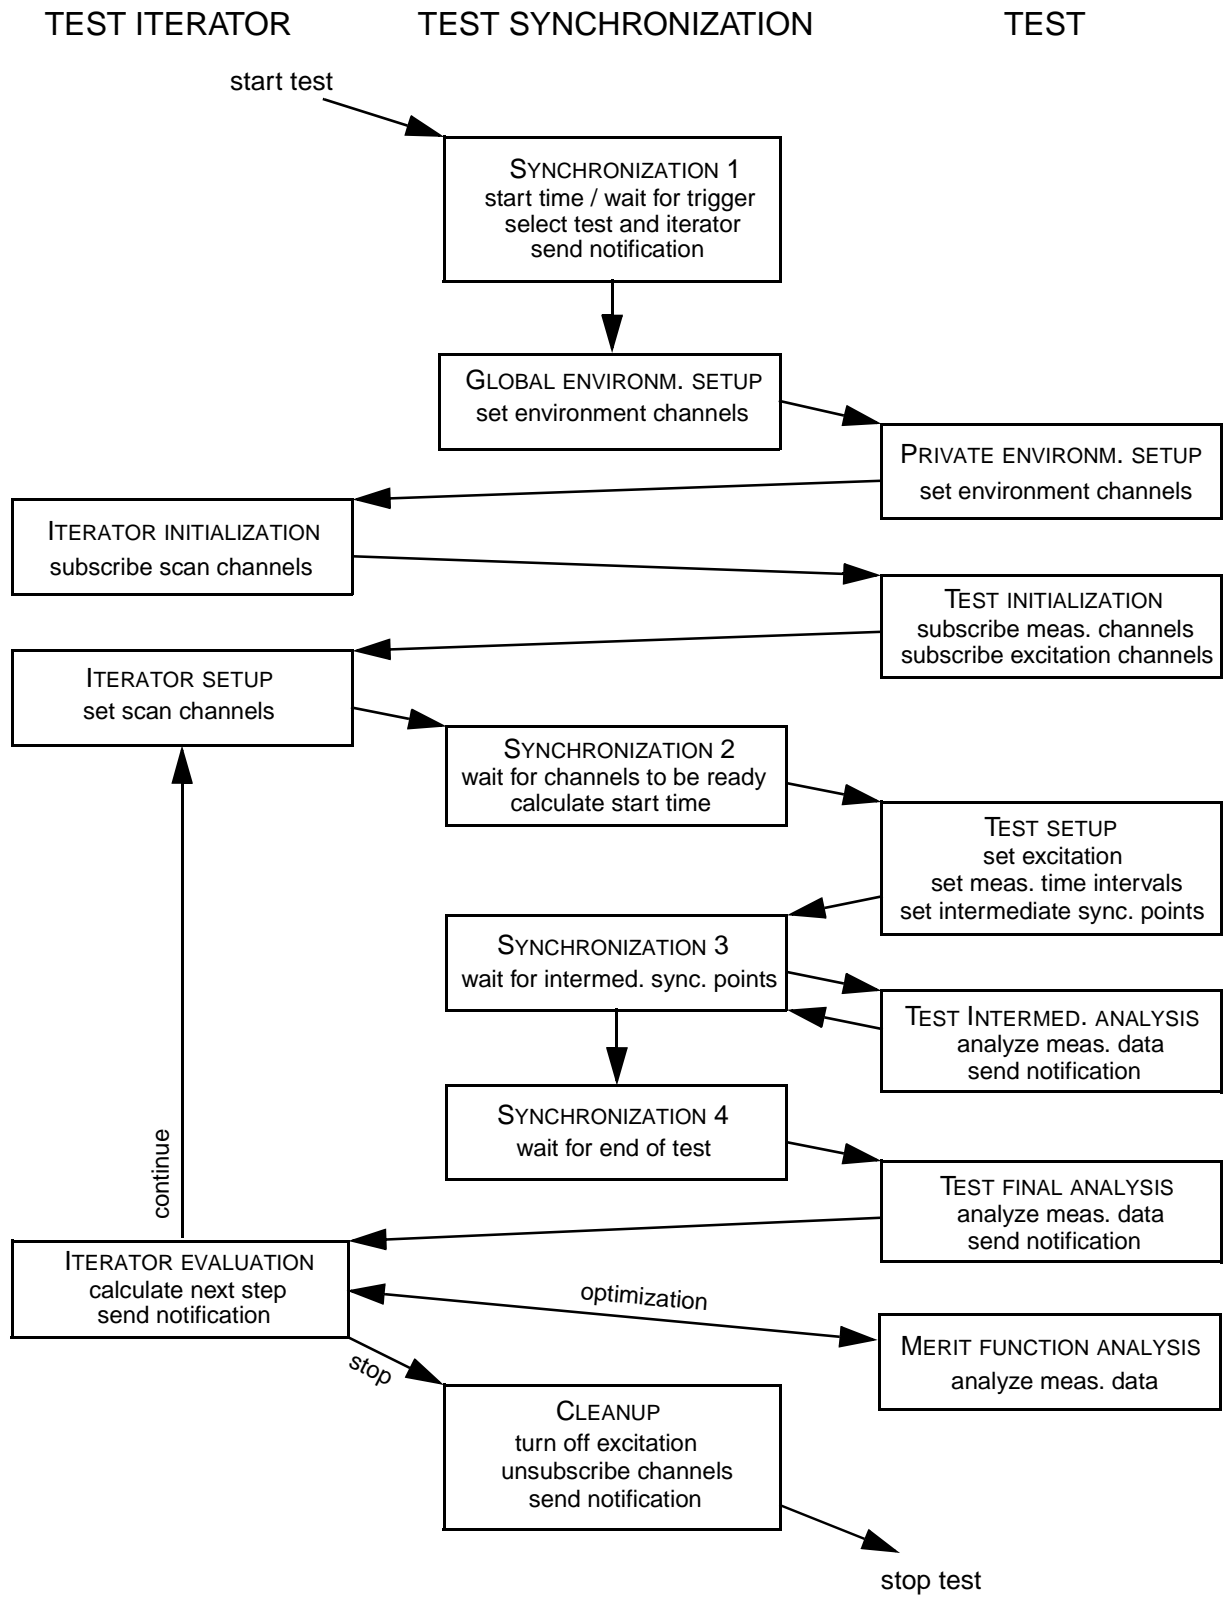 TEST ITERATOR
TEST SYNCHRONIZATION
TEST
start test
SYNCHRONIZATION 1
start time / wait for trigger
select test and iterator
send notification
GLOBAL ENVIRONM. SETUP
set environment channels
PRIVATE ENVIRONM. SETUP
set environment channels
ITERATOR INITIALIZATION
subscribe scan channels
TEST INITIALIZATION
subscribe meas. channels
subscribe excitation channels
ITERATOR SETUP
set scan channels
SYNCHRONIZATION 2
wait for channels to be ready
calculate start time
TEST SETUP
set excitation
set meas. time intervals
set intermediate sync. points
SYNCHRONIZATION 3
wait for intermed. sync. points
TEST INTERMED. ANALYSIS
analyze meas. data
send notification
SYNCHRONIZATION 4
wait for end of test
continue
TEST FINAL ANALYSIS
analyze meas. data
send notification
ITERATOR EVALUATION
calculate next step
send notification
optimization
MERIT FUNCTION ANALYSIS
analyze meas. data
stop
CLEANUP
turn off excitation
unsubscribe channels
send notification
stop test